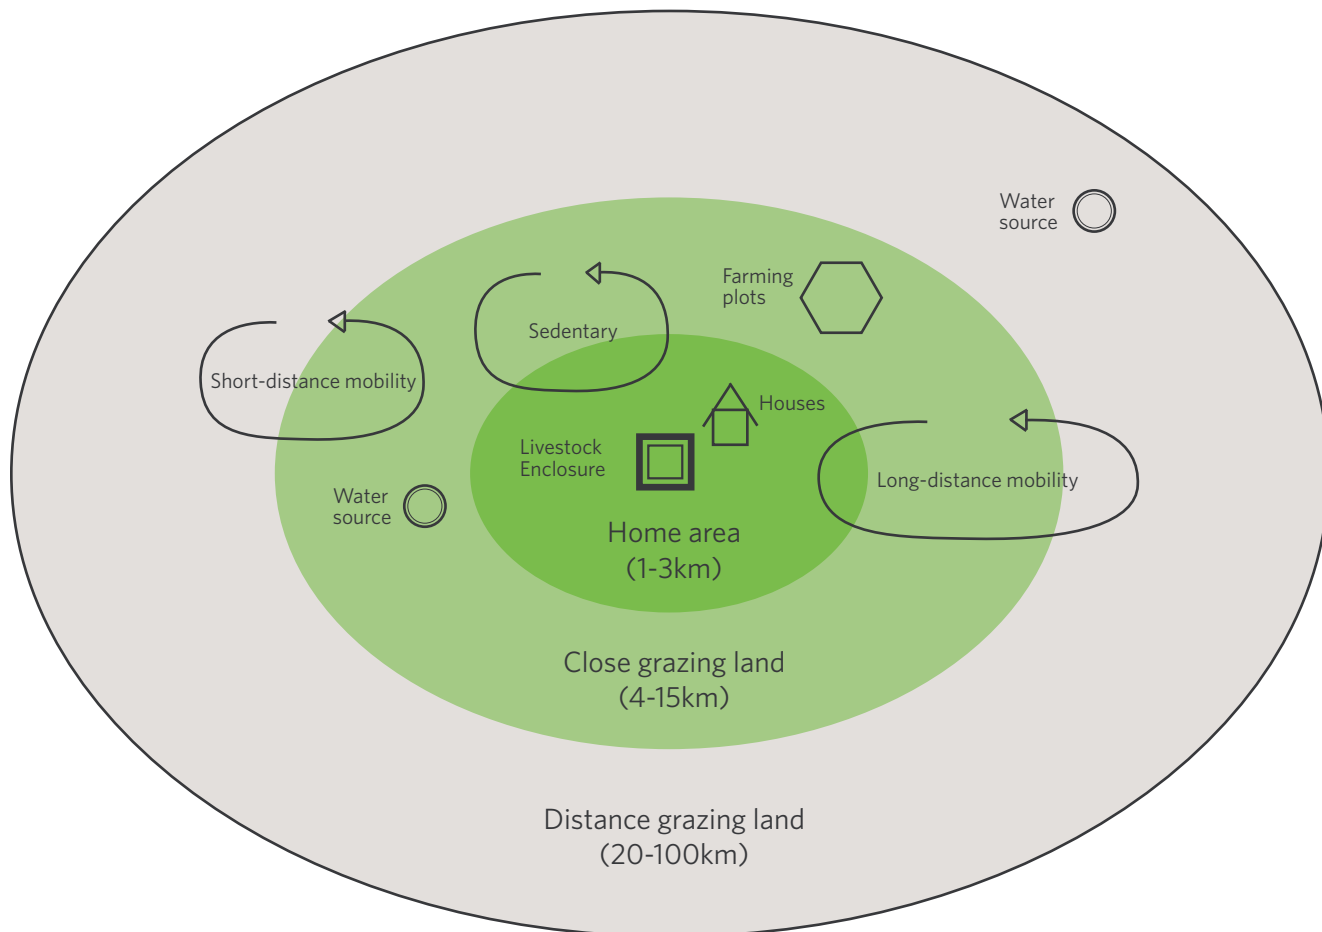 Water
source
Farming
plots
Sedentary
Short-distance mobility
Houses
Livestock
Enclosure
Long-distance mobility
Water
source
Home area
(1-3km)
Close grazing land
(4-15km)
Distance grazing land
(20-100km)